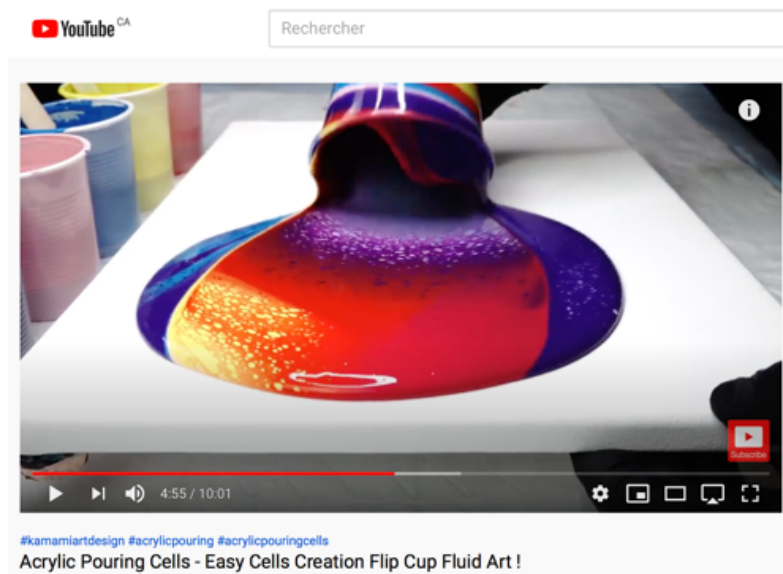 YouTube CA
Rechercher
i
Subscribe
4:55 / 10:01
#kamamiartdesign #acrylicpouring #acrylicpouringcells
Acrylic Pouring Cells - Easy Cells Creation Flip Cup Fluid Art !